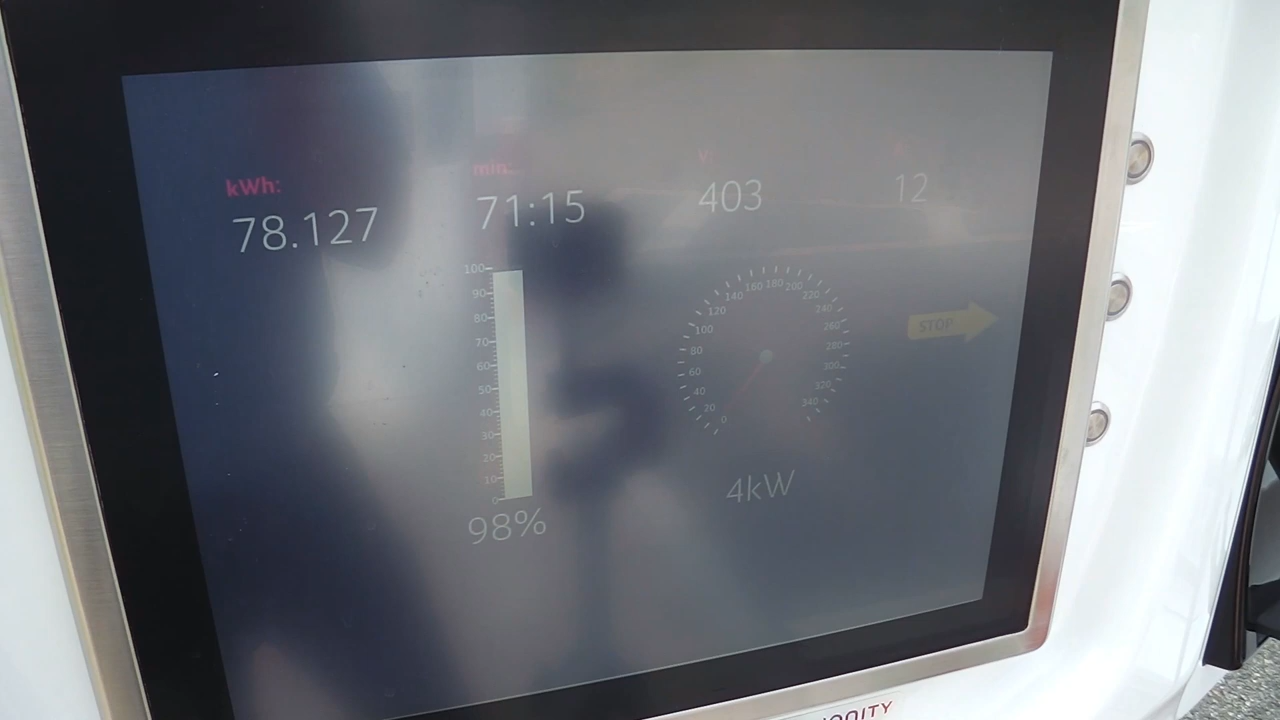 kWh: min: V: A:
78.127 71:15 403 12
100 90 80 70 60 50 40 30 20 10 0
0 20 40 60 80 100 120 140 160 180 200 220 240 260 280 300 320 340
STOP
98%
4kW